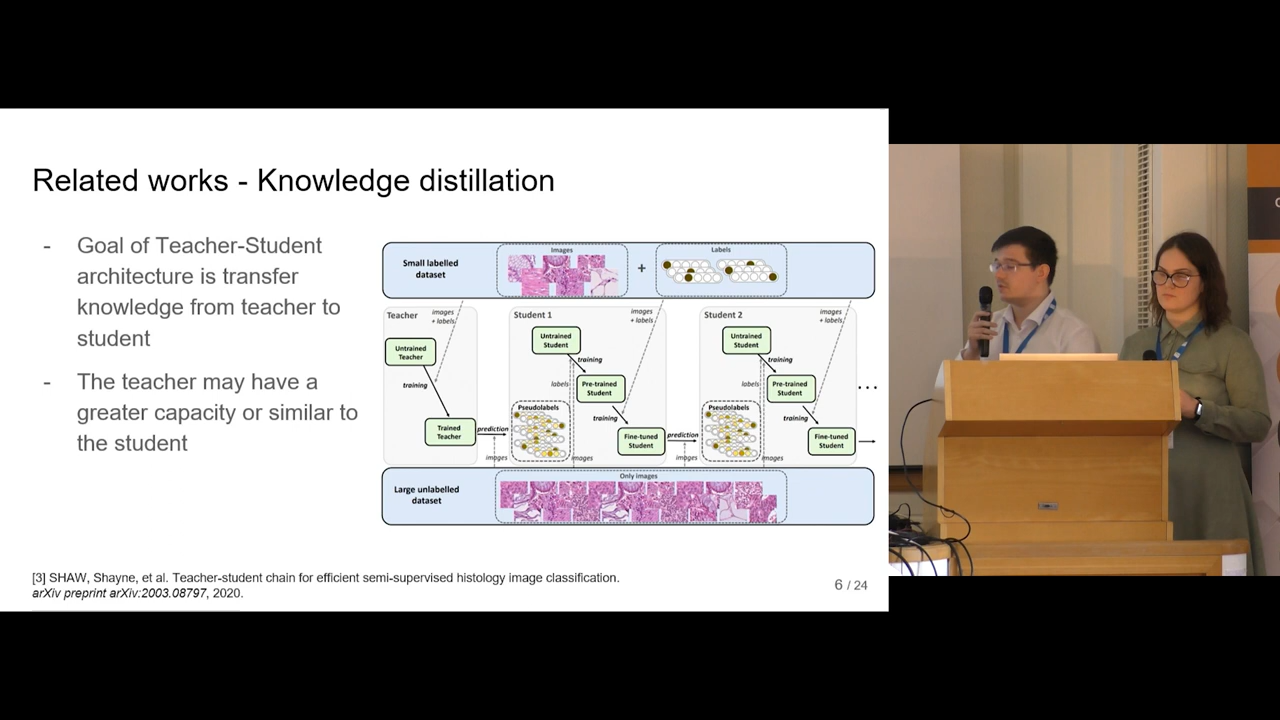 Related works - Knowledge distillation
- Goal of Teacher-Student
architecture is transfer
knowledge from teacher to
student
- The teacher may have a
greater capacity or similar to
the student
Small labelled
dataset
Images
+
Labels
Teacher
images
+ labels
Untrained
Teacher
training
Trained
Teacher
prediction
images
Student 1
images
+ labels
Untrained
Student
training
labels
Pre-trained
Student
training
Pseudolabels
Fine-tuned
Student
prediction
images
images
Student 2
images
+ labels
Untrained
Student
training
labels
Pre-trained
Student
training
Pseudolabels
Fine-tuned
Student
images
...
Large unlabelled
dataset
Only images
[3] SHAW, Shayne, et al. Teacher-student chain for efficient semi-supervised histology image classification.
arXiv preprint arXiv:2003.08797, 2020.
6 / 24